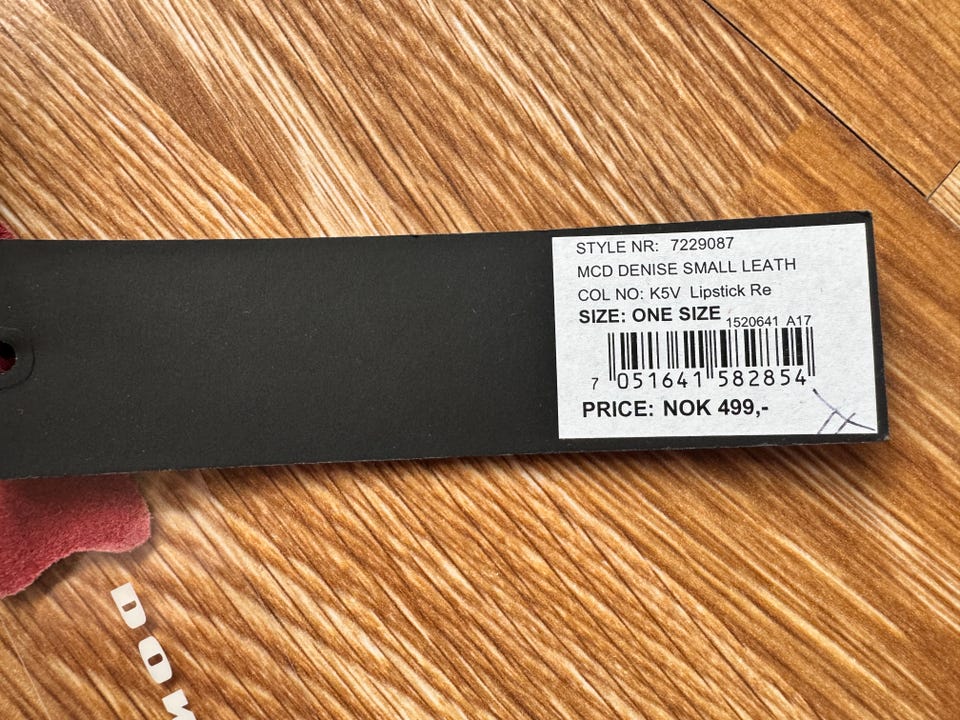 STYLE NR: 7229087
MCD DENISE SMALL LEATH
COL NO: K5V Lipstick Re
SIZE: ONE SIZE
1520641 A17
7 051641 582854
PRICE: NOK 499,-
DOM